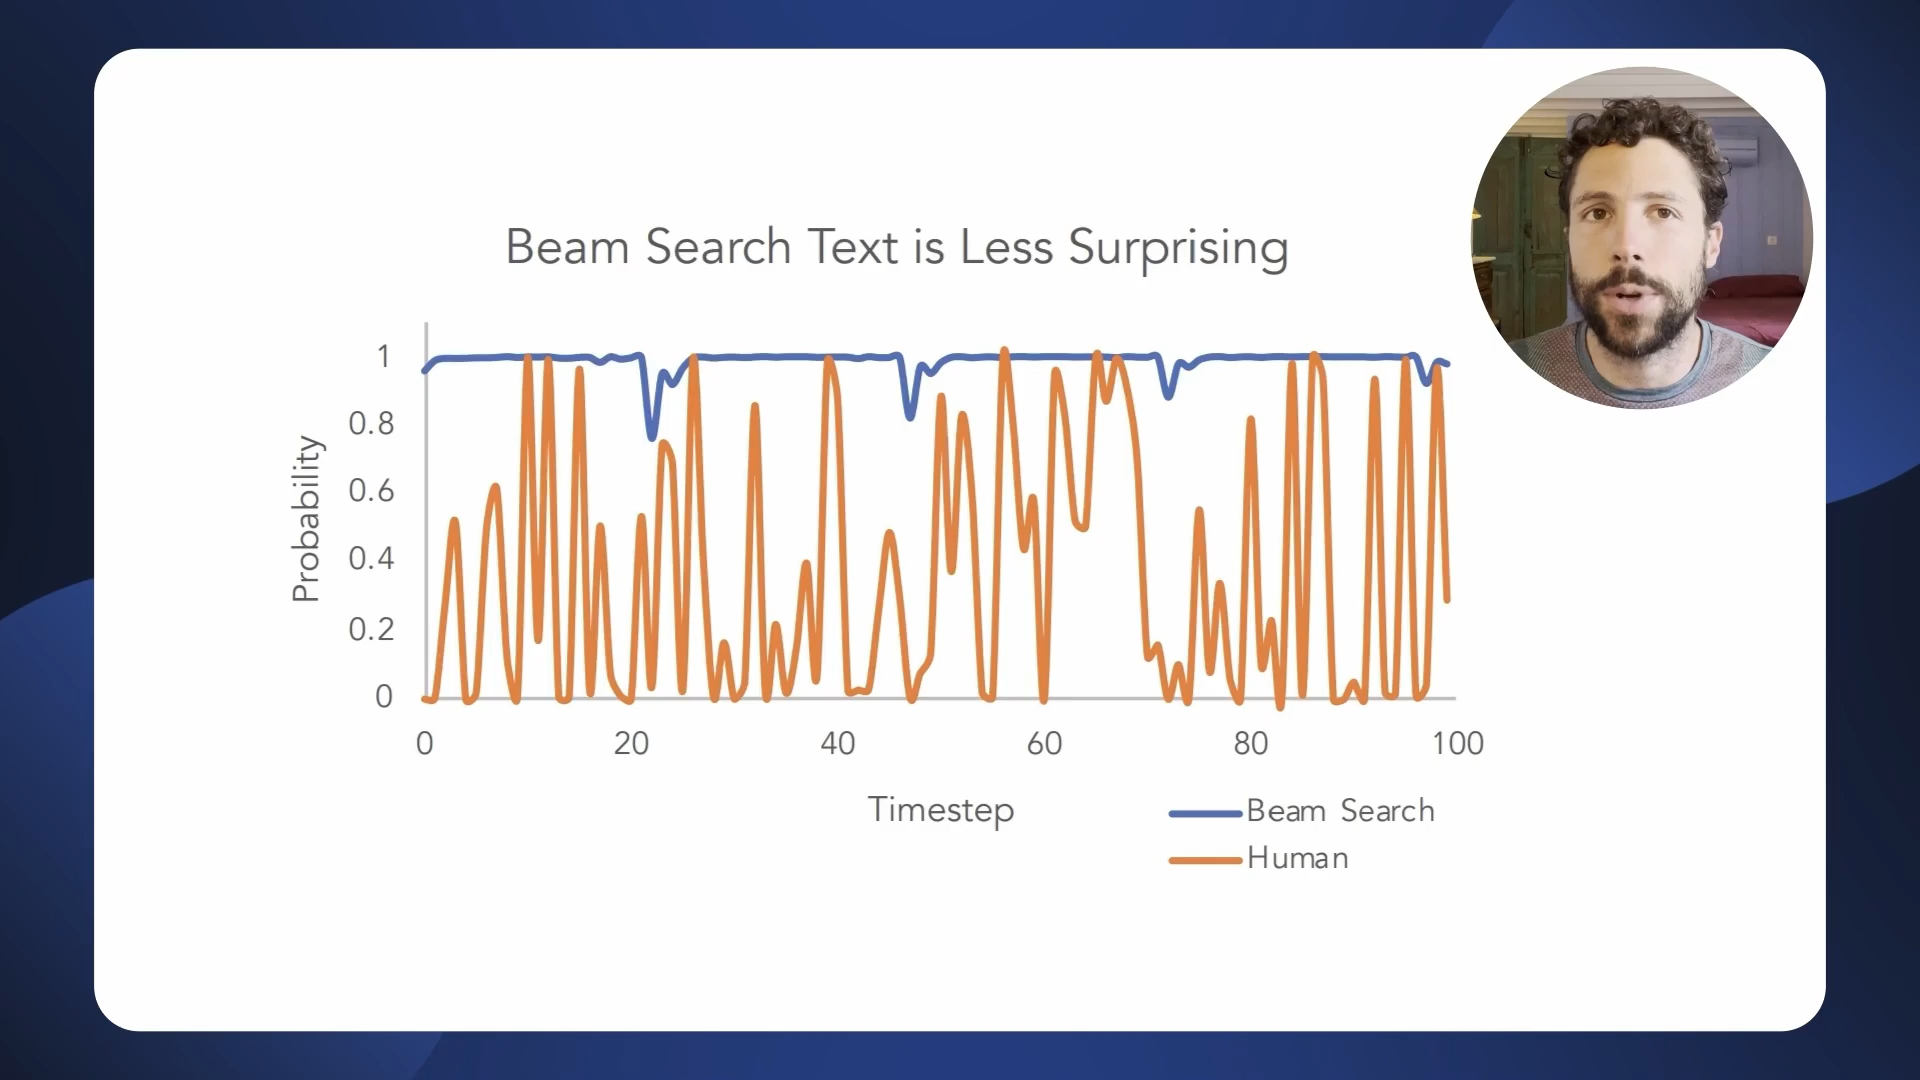 Beam Search Text is Less Surprising
Probability
1
0.8
0.6
0.4
0.2
0
0 20 40 60 80 100
Timestep
Beam Search
Human